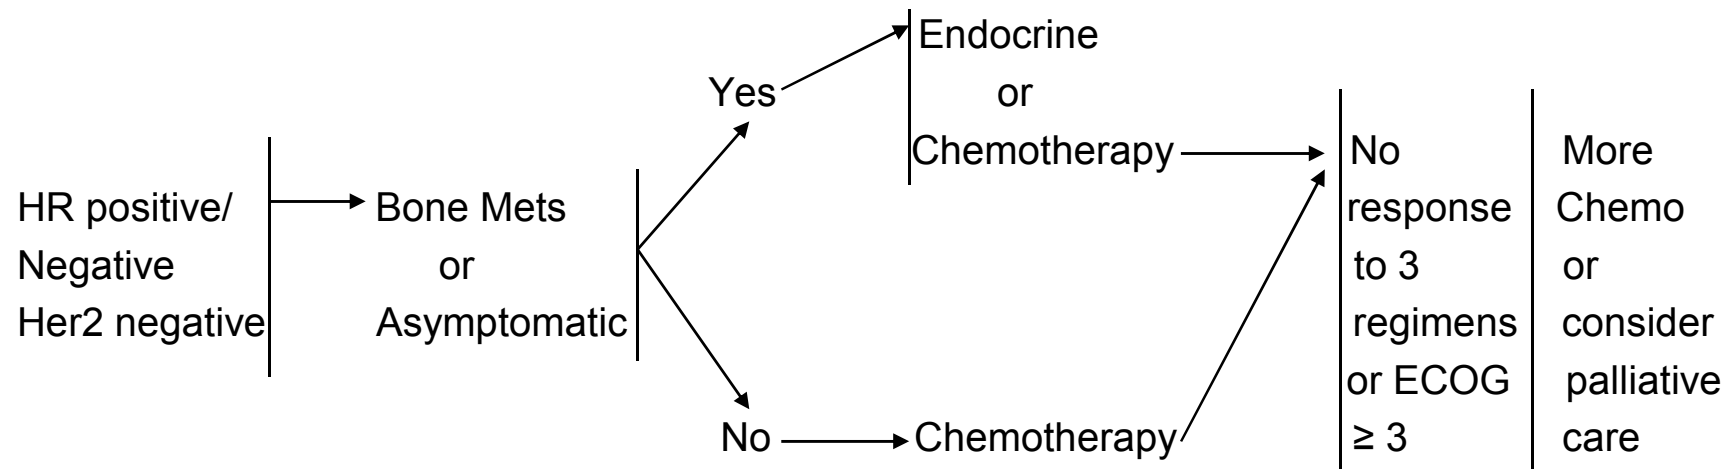 HR positive/
Negative
Her2 negative
Bone Mets
or
Asymptomatic
Yes
No
Endocrine
or
Chemotherapy
Chemotherapy
No
response
to 3
regimens
or ECOG
≥ 3
More
Chemo
or
consider
palliative
care